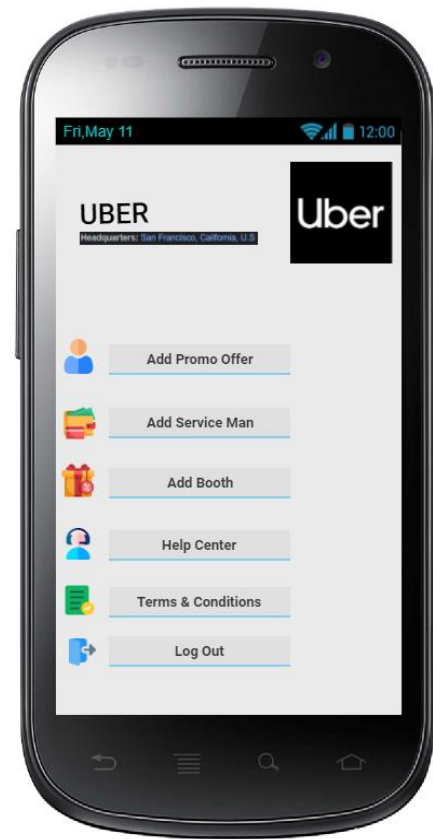 Fri,May 11 12:00
UBER
Uber
Headquarters: San Francisco, California, U.S
Add Promo Offer
Add Service Man
Add Booth
Help Center
Terms & Conditions
Log Out